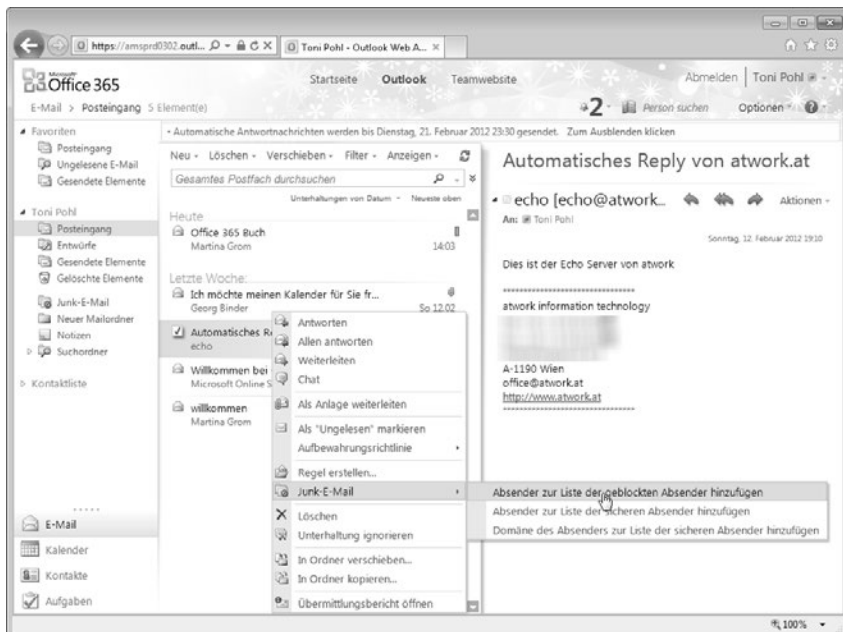 https://amsprd0302.outl...
Toni Pohl - Outlook Web A...
Microsoft
Office 365
Startseite Outlook Teamwebsite
Abmelden Toni Pohl
E-Mail > Posteingang 5 Element(e)
2 Person suchen Optionen
Favoriten
Posteingang
Ungelesene E-Mail
Gesendete Elemente
Toni Pohl
Posteingang
Entwürfe
Gesendete Elemente
Gelöschte Elemente
Junk-E-Mail
Neuer Mailordner
Notizen
Suchordner
Kontaktliste
E-Mail
Kalender
Kontakte
Aufgaben
Automatische Antwortnachrichten werden bis Dienstag, 21. Februar 2012 23:30 gesendet. Zum Ausblenden klicken
Neu Löschen Verschieben Filter Anzeigen
Gesamtes Postfach durchsuchen
Unterhaltungen von Datum Neueste oben
Heute
Office 365 Buch
Martina Grom 14:03
Letzte Woche:
Ich möchte meinen Kalender für Sie fr...
Georg Binder So 12.02
Automatisches Re
echo
Willkommen bei
Microsoft Online S
willkommen
Martina Grom
Antworten
Allen antworten
Weiterleiten
Chat
Als Anlage weiterleiten
Als "Ungelesen" markieren
Aufbewahrungsrichtlinie
Regel erstellen...
Junk-E-Mail
Löschen
Unterhaltung ignorieren
In Ordner verschieben...
In Ordner kopieren...
Übermittlungsbericht öffnen
Absender zur Liste der geblockten Absender hinzufügen
Absender zur Liste der sicheren Absender hinzufügen
Domäne des Absenders zur Liste der sicheren Absender hinzufügen
Automatisches Reply von atwork.at
echo [echo@atwork... Aktionen
An: Toni Pohl
Sonntag, 12. Februar 2012 19:10
Dies ist der Echo Server von atwork
********************************
atwork information technology
A-1190 Wien
office@atwork.at
http://www.atwork.at
********************************
100%